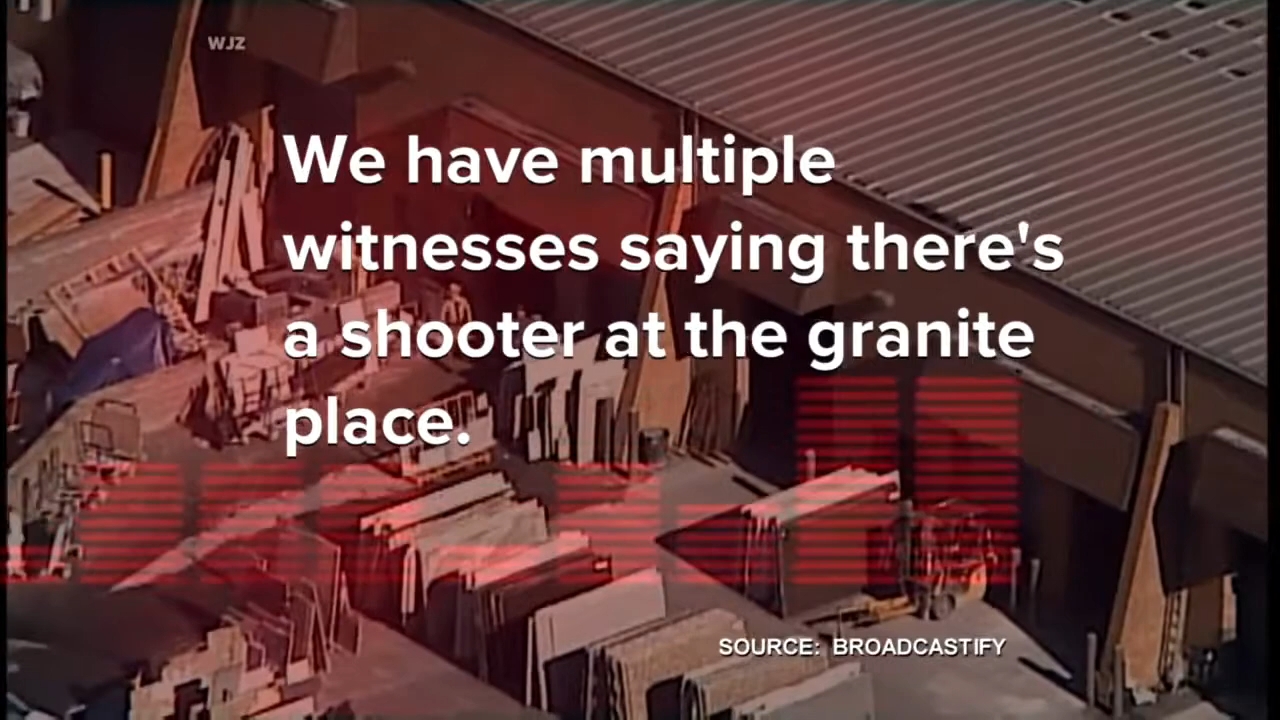 WJZ
We have multiple
witnesses saying there's
a shooter at the granite
place.
SOURCE: BROADCASTIFY